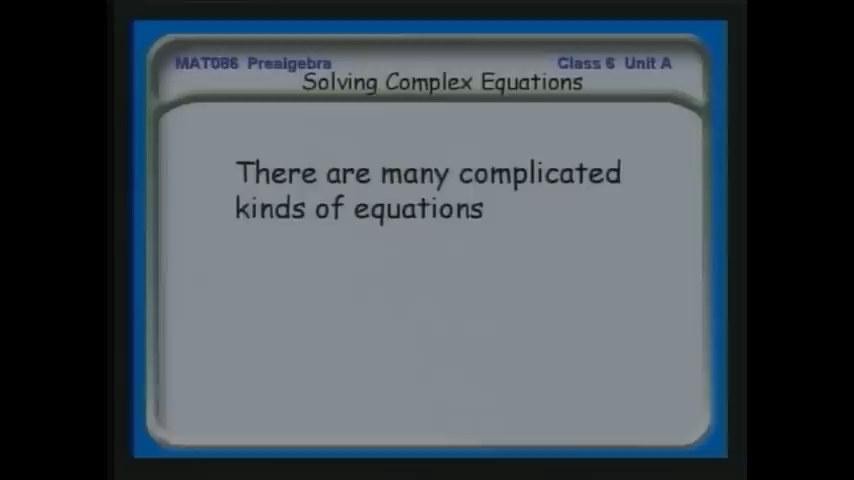 MAT086 Prealgebra
Class 6 Unit A
Solving Complex Equations
There are many complicated
kinds of equations